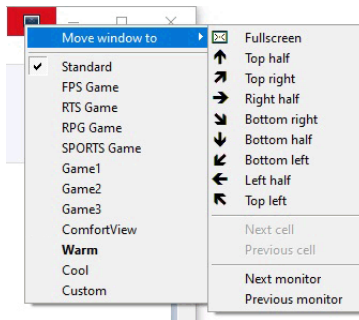 Move window to
Standard
FPS Game
RTS Game
RPG Game
SPORTS Game
Game1
Game2
Game3
ComfortView
Warm
Cool
Custom
Fullscreen
Top half
Top right
Right half
Bottom right
Bottom half
Bottom left
Left half
Top left
Next cell
Previous cell
Next monitor
Previous monitor